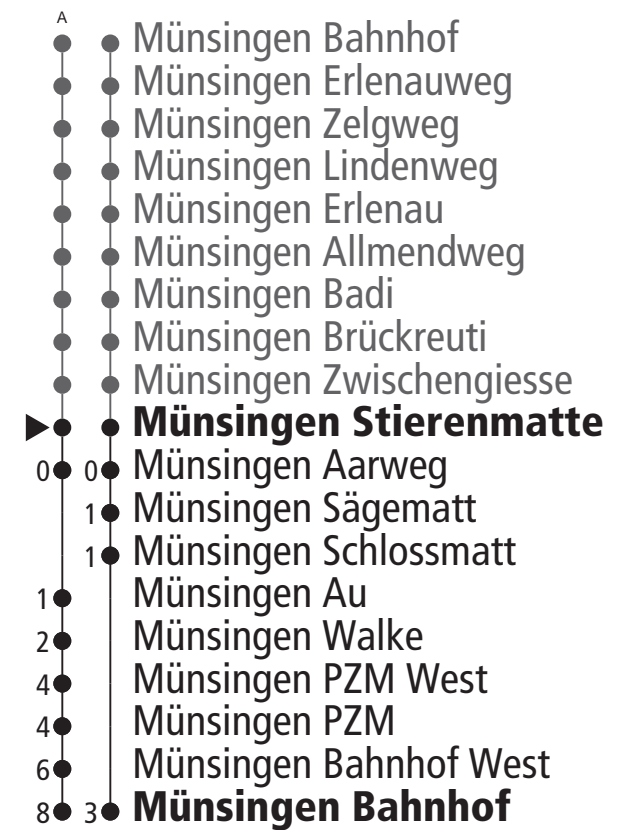 A
Münsingen Bahnhof
Münsingen Erlenauweg
Münsingen Zelgweg
Münsingen Lindenweg
Münsingen Erlenau
Münsingen Allmendweg
Münsingen Badi
Münsingen Brückreuti
Münsingen Zwischengiesse
Münsingen Stierenmatte
0 0 Münsingen Aarweg
1 Münsingen Sägematt
1 Münsingen Schlossmatt
1 Münsingen Au
2 Münsingen Walke
4 Münsingen PZM West
4 Münsingen PZM
6 Münsingen Bahnhof West
8 3 Münsingen Bahnhof